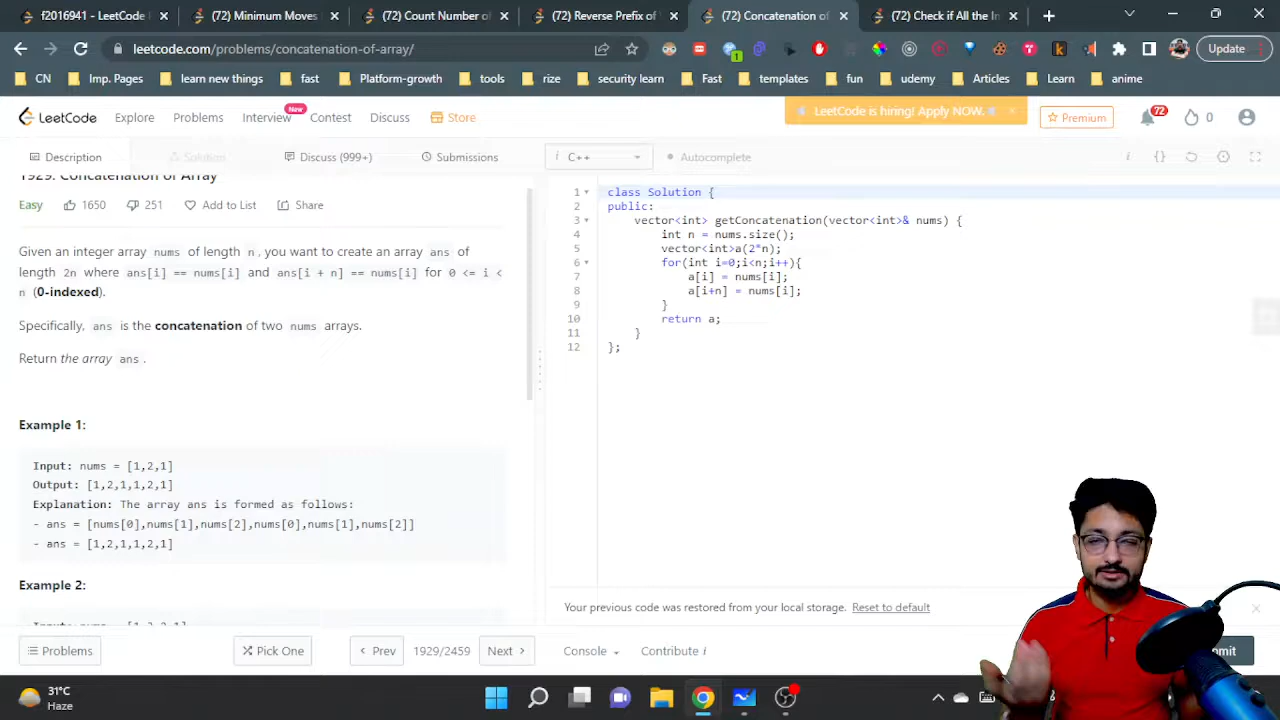 f2016941 - LeetCode
(72) Minimum Moves
(72) Count Number of
(72) Reverse Prefix of
(72) Concatenation of
(72) Check if All the In
leetcode.com/problems/concatenation-of-array/
1
Update
CN
Imp. Pages
learn new things
fast
Platform-growth
tools
rise
security learn
Fast
templates
fun
udemy
Articles
Learn
anime
LeetCode
Explore
Problems
Interview
New
Contest
Discuss
Store
LeetCode is hiring! Apply NOW.
Premium
72
0
Description
Solution
Discuss (999+)
Submissions
i C++
Autocomplete
1929. Concatenation of Array
Easy
1650
251
Add to List
Share
Given an integer array nums of length n, you want to create an array ans of
length 2n where ans[i] == nums[i] and ans[i + n] == nums[i] for 0 <= i <
n (0-indexed).
Specifically, ans is the concatenation of two nums arrays.
Return the array ans.
Example 1:
Input: nums = [1,2,1]
Output: [1,2,1,1,2,1]
Explanation: The array ans is formed as follows:
- ans = [nums[0],nums[1],nums[2],nums[0],nums[1],nums[2]]
- ans = [1,2,1,1,2,1]
Example 2:
1 class Solution {
2 public:
3 vector<int> getConcatenation(vector<int>& nums) {
4 int n = nums.size();
5 vector<int>a(2*n);
6 for(int i=0;i<n;i++){
7 a[i] = nums[i];
8 a[i+n] = nums[i];
9 }
10 return a;
11 }
12 };
Your previous code was restored from your local storage. Reset to default
Problems
Pick One
Prev
1929/2459
Next
Console
Contribute i
31°C
Haze